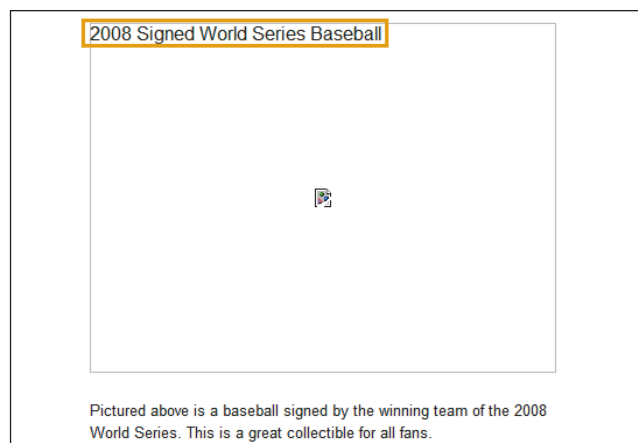 2008 Signed World Series Baseball
Pictured above is a baseball signed by the winning team of the 2008
World Series. This is a great collectible for all fans.